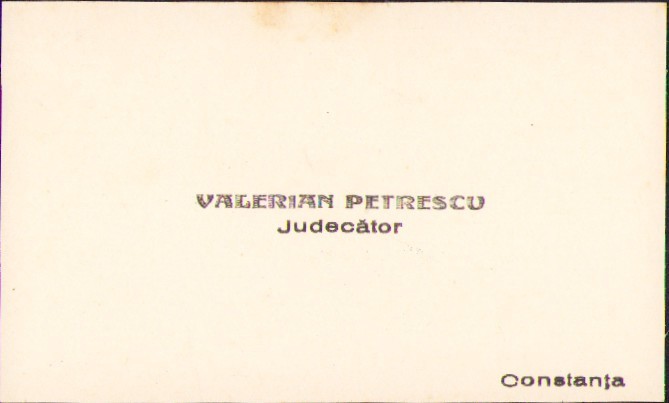 VALERIAN PETRESCU
Judecător
Constanța